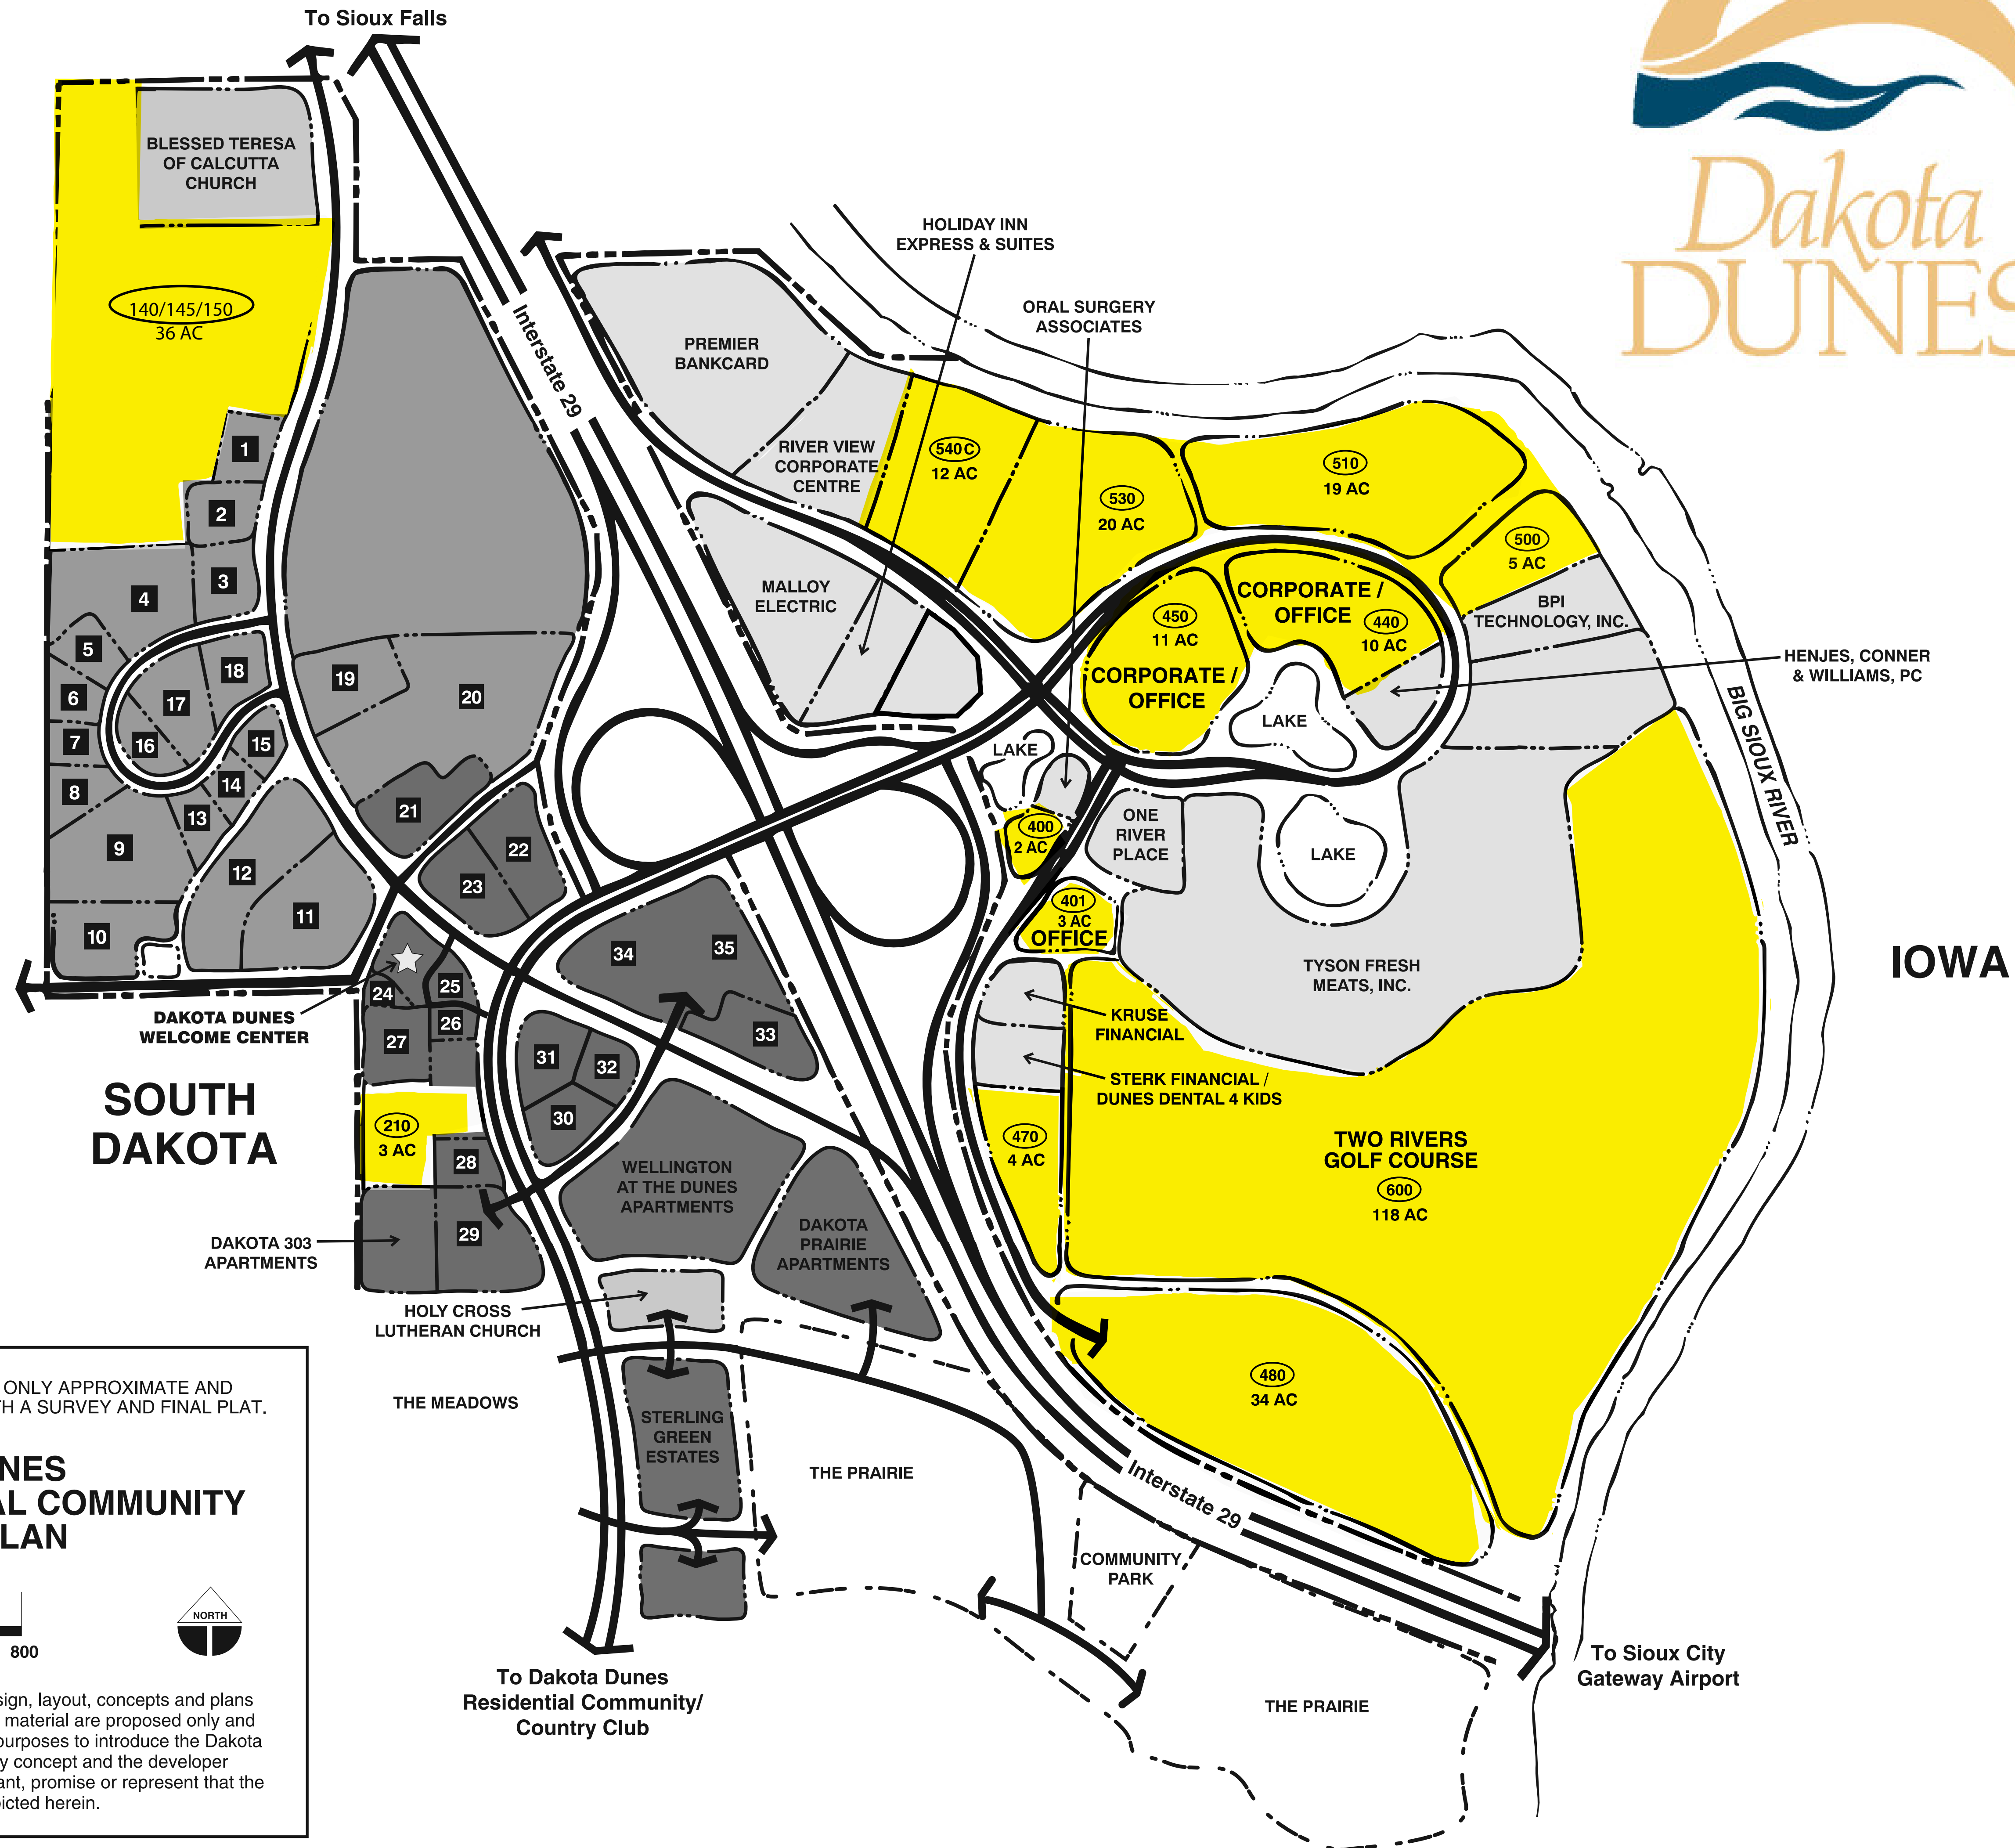 To Sioux Falls
Dakota
DUNES
BLESSED TERESA
OF CALCUTTA
CHURCH
140/145/150
36 AC
Interstate 29
HOLIDAY INN
EXPRESS & SUITES
ORAL SURGERY
ASSOCIATES
PREMIER
BANKCARD
RIVER VIEW
CORPORATE
CENTRE
540C
12 AC
530
20 AC
510
19 AC
500
5 AC
MALLOY
ELECTRIC
450
11 AC
CORPORATE /
OFFICE
CORPORATE /
OFFICE
440
10 AC
BPI
TECHNOLOGY, INC.
HENJES, CONNER
& WILLIAMS, PC
LAKE
LAKE
LAKE
BIG SIOUX RIVER
IOWA
1
2
3
4
5
6
7
8
9
10
11
12
13
14
15
16
17
18
19
20
21
22
23
24
25
26
27
28
29
30
31
32
33
34
35
400
2 AC
ONE
RIVER
PLACE
401
3 AC
OFFICE
TYSON FRESH
MEATS, INC.
KRUSE
FINANCIAL
STERK FINANCIAL /
DUNES DENTAL 4 KIDS
470
4 AC
TWO RIVERS
GOLF COURSE
600
118 AC
480
34 AC
DAKOTA DUNES
WELCOME CENTER
SOUTH
DAKOTA
210
3 AC
DAKOTA 303
APARTMENTS
WELLINGTON
AT THE DUNES
APARTMENTS
DAKOTA
PRAIRIE
APARTMENTS
HOLY CROSS
LUTHERAN CHURCH
THE MEADOWS
STERLING
GREEN
ESTATES
THE PRAIRIE
Interstate 29
COMMUNITY
PARK
THE PRAIRIE
To Sioux City
Gateway Airport
To Dakota Dunes
Residential Community/
Country Club
ONLY APPROXIMATE AND
A SURVEY AND FINAL PLAT.
COMMUNITY
NORTH
800
layout, concepts and plans
material are proposed only and
purposes to introduce the Dakota
concept and the developer
promise or represent that the
herein.